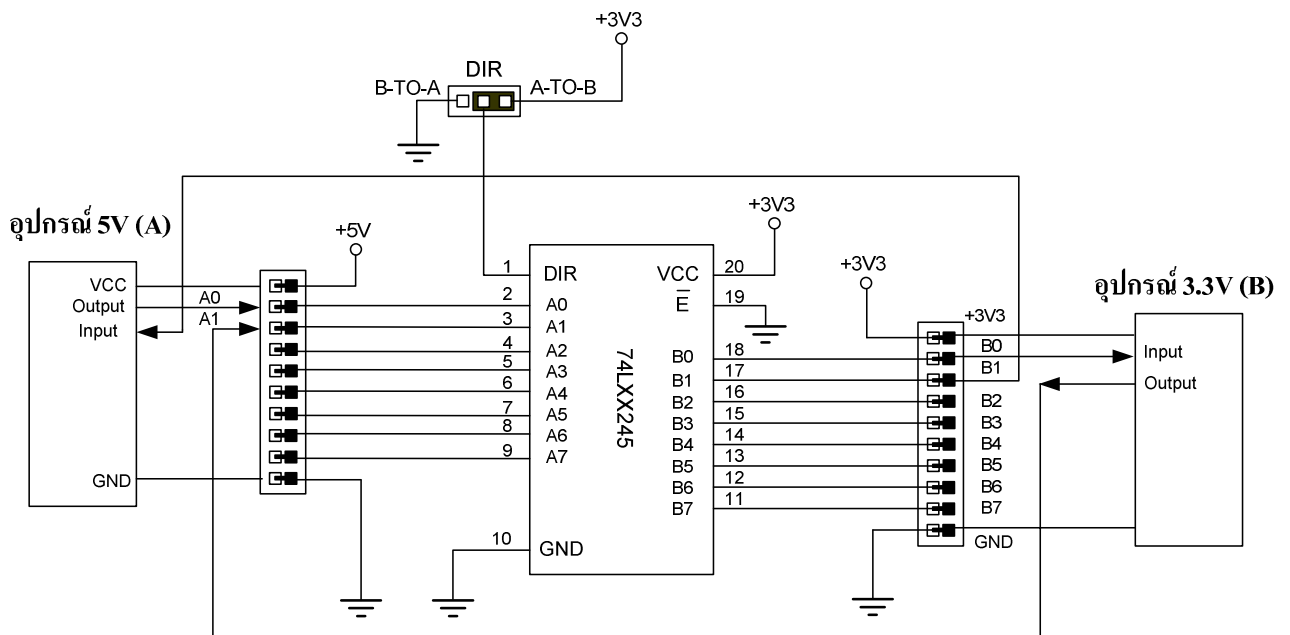 +3V3
DIR
B-TO-A
A-TO-B
อุปกรณ์ 5V (A)
VCC
Output
Input
GND
A0
A1
+5V
1
2
3
4
5
6
7
8
9
10
DIR
A0
A1
A2
A3
A4
A5
A6
A7
GND
74LXX245
VCC
E
B0
B1
B2
B3
B4
B5
B6
B7
20
19
18
17
16
15
14
13
12
11
+3V3
+3V3
+3V3
B0
B1
B2
B3
B4
B5
B6
B7
GND
อุปกรณ์ 3.3V (B)
Input
Output